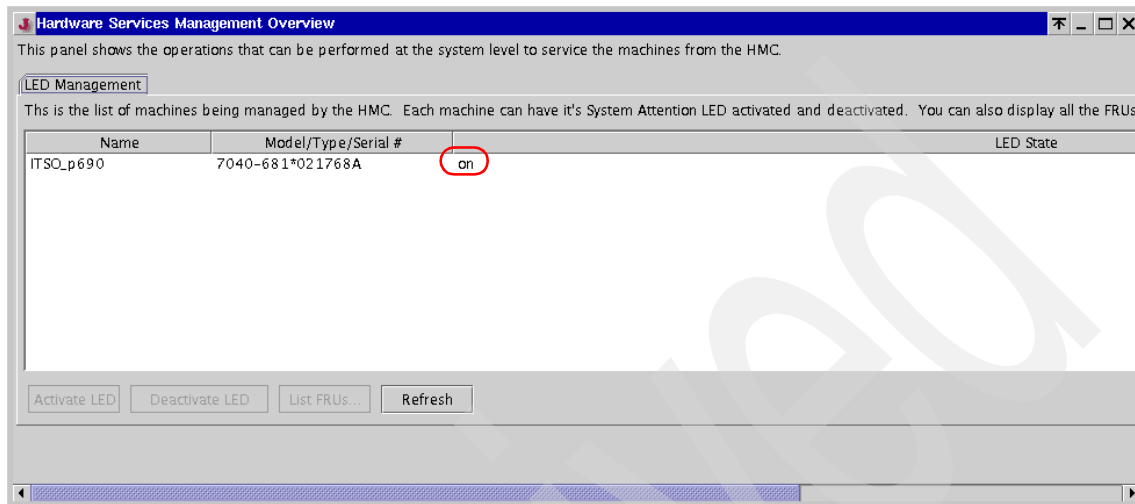 Hardware Services Management Overview
This panel shows the operations that can be performed at the system level to service the machines from the HMC.
LED Management
Ths is the list of machines being managed by the HMC. Each machine can have it's System Attention LED activated and deactivated. You can also display all the FRUs
Name Model/Type/Serial # LED State
ITSO_p690 7040-681*021768A on
Activate LED Deactivate LED List FRUs... Refresh